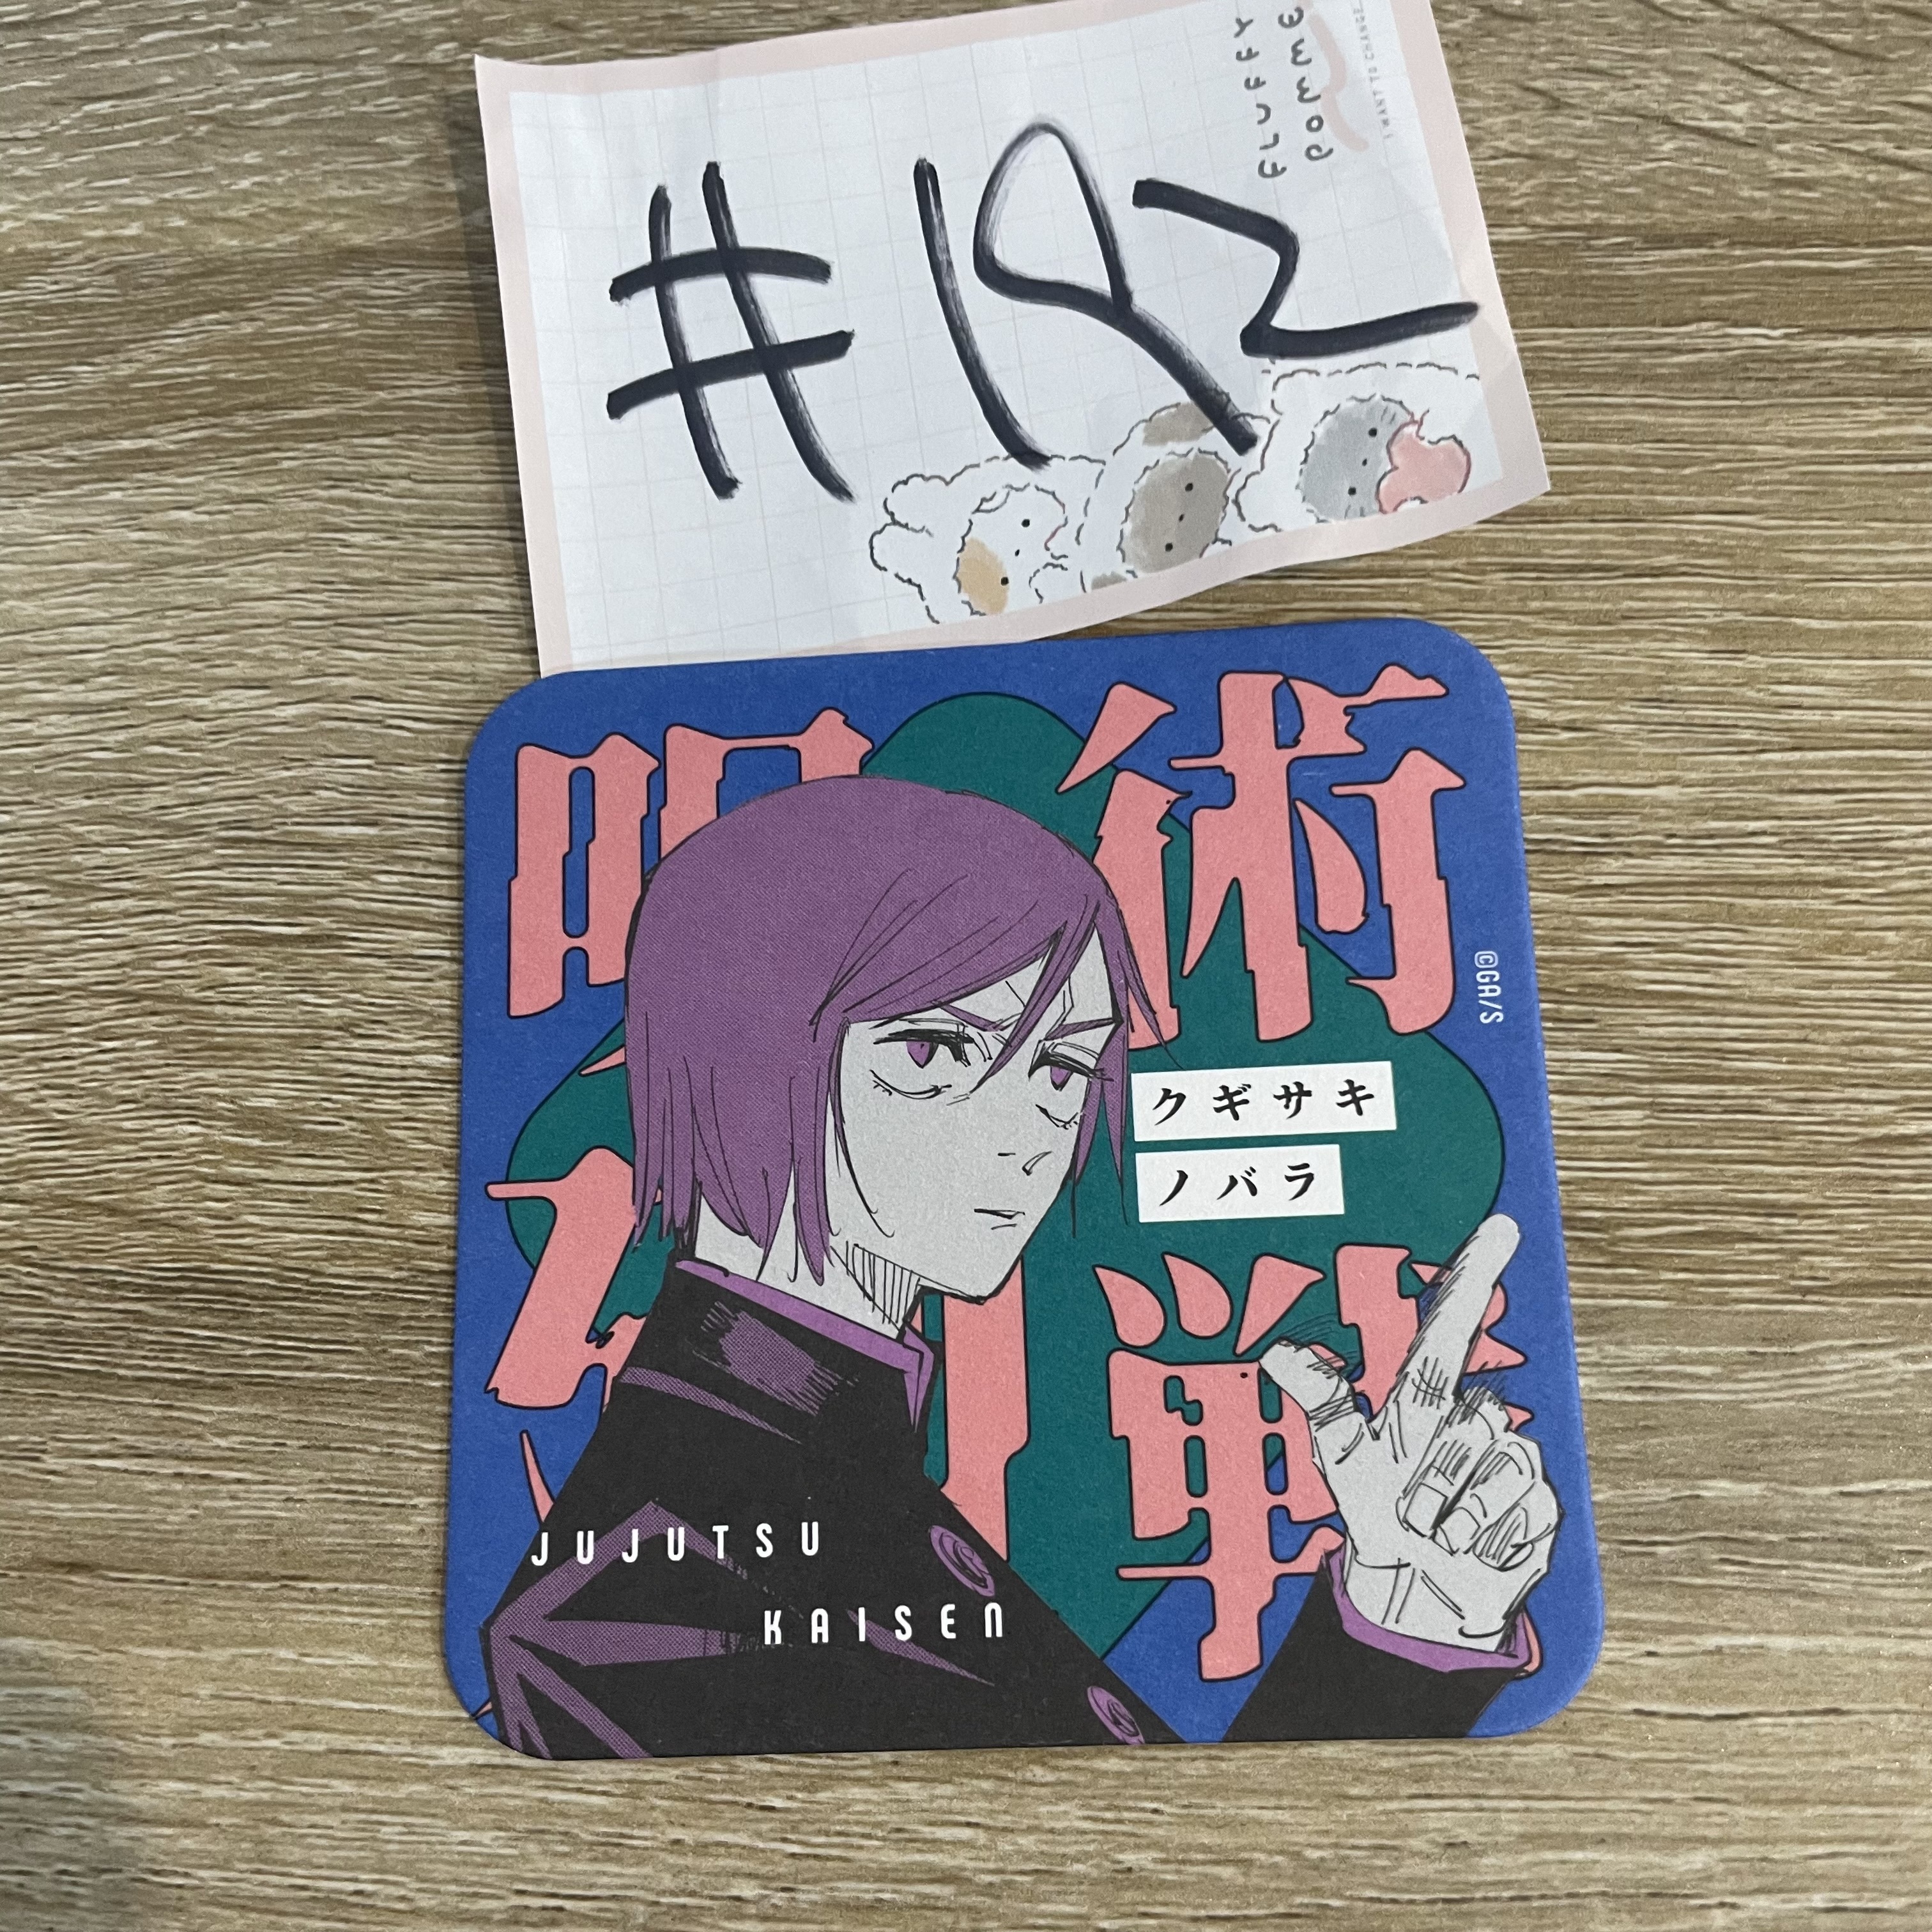 #192
FLUFFY
POMME
I WANT TO CHANGE
呪術
廻戦
クギサキ
ノバラ
©GA/S
JUJUTSU
KAISEN